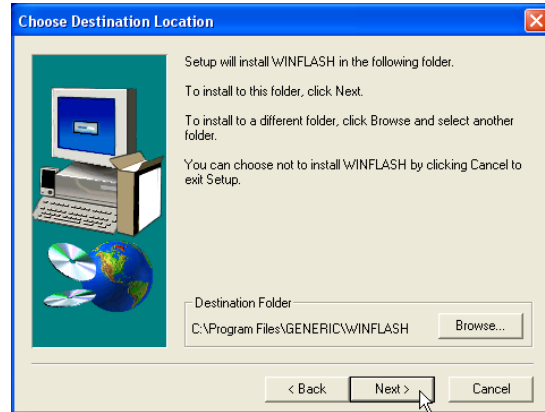 Choose Destination Location
Setup will install WINFLASH in the following folder.
To install to this folder, click Next.
To install to a different folder, click Browse and select another
folder.
You can choose not to install WINFLASH by clicking Cancel to
exit Setup.
Destination Folder
C:\Program Files\GENERIC\WINFLASH
Browse...
< Back
Next >
Cancel